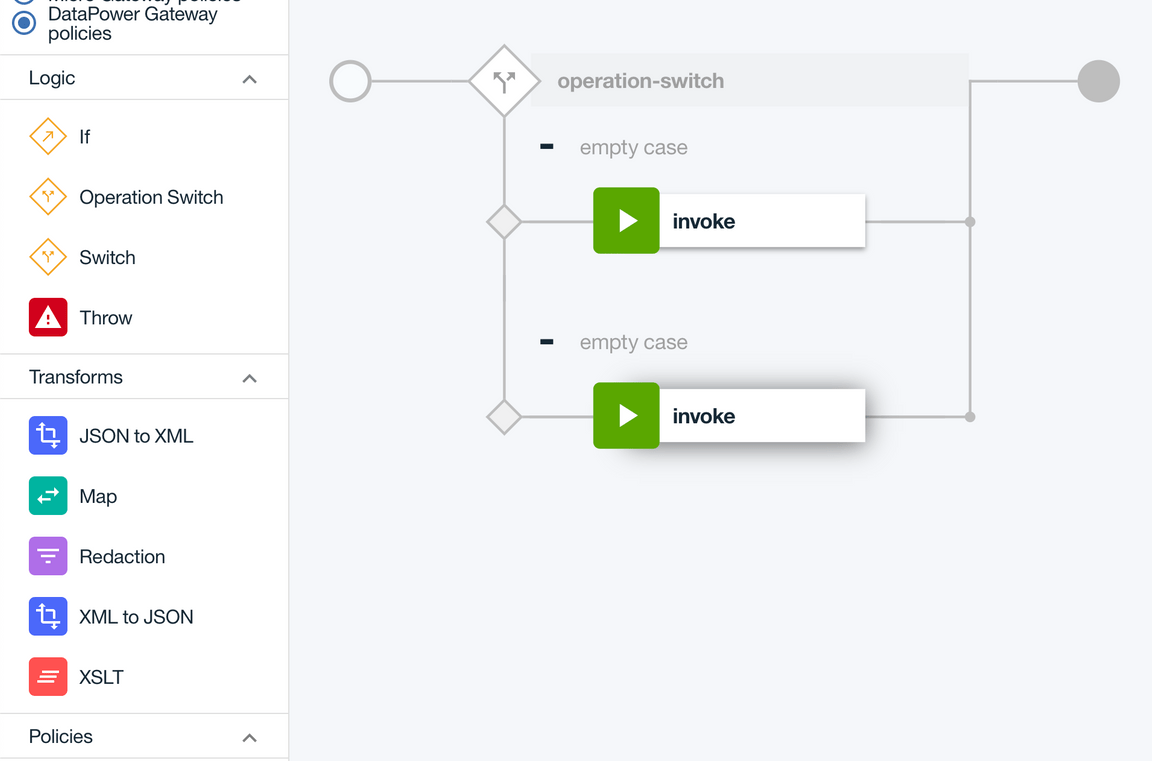 DataPower Gateway
policies
Logic
If
Operation Switch
Switch
Throw
Transforms
JSON to XML
Map
Redaction
XML to JSON
XSLT
Policies
operation-switch
empty case
invoke
empty case
invoke